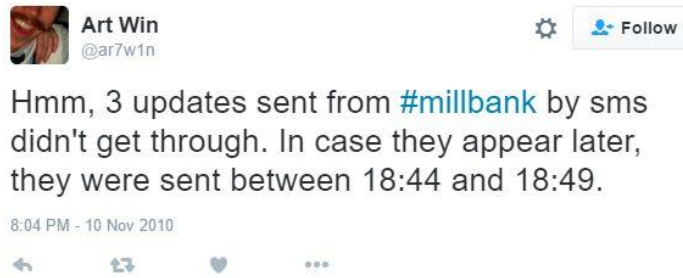 Art Win
@ar7w1n
Follow
Hmm, 3 updates sent from #millbank by sms
didn't get through. In case they appear later,
they were sent between 18:44 and 18:49.
8:04 PM - 10 Nov 2010